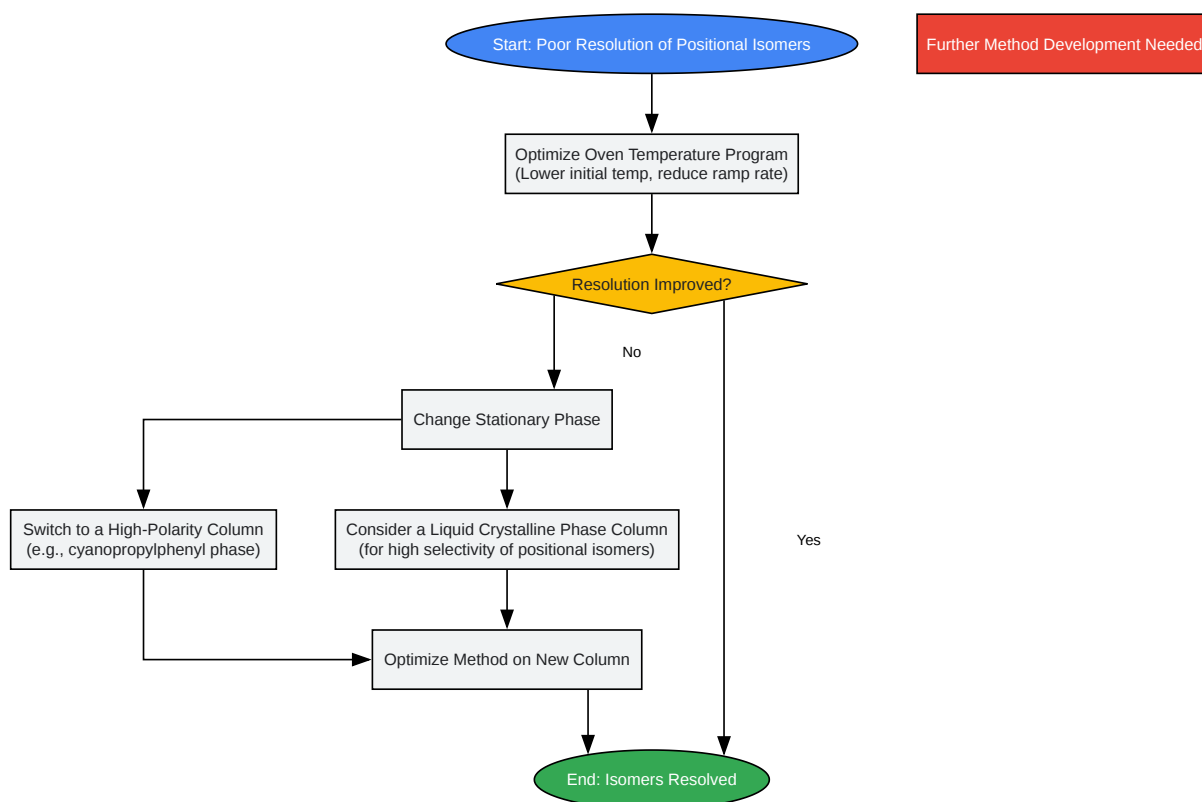 Start: Poor Resolution of Positional Isomers
Further Method Development Needed
Optimize Oven Temperature Program
(Lower initial temp, reduce ramp rate)
Resolution Improved?
No
Change Stationary Phase
Switch to a High-Polarity Column
(e.g., cyanopropylphenyl phase)
Consider a Liquid Crystalline Phase Column
(for high selectivity of positional isomers)
Yes
Optimize Method on New Column
End: Isomers Resolved